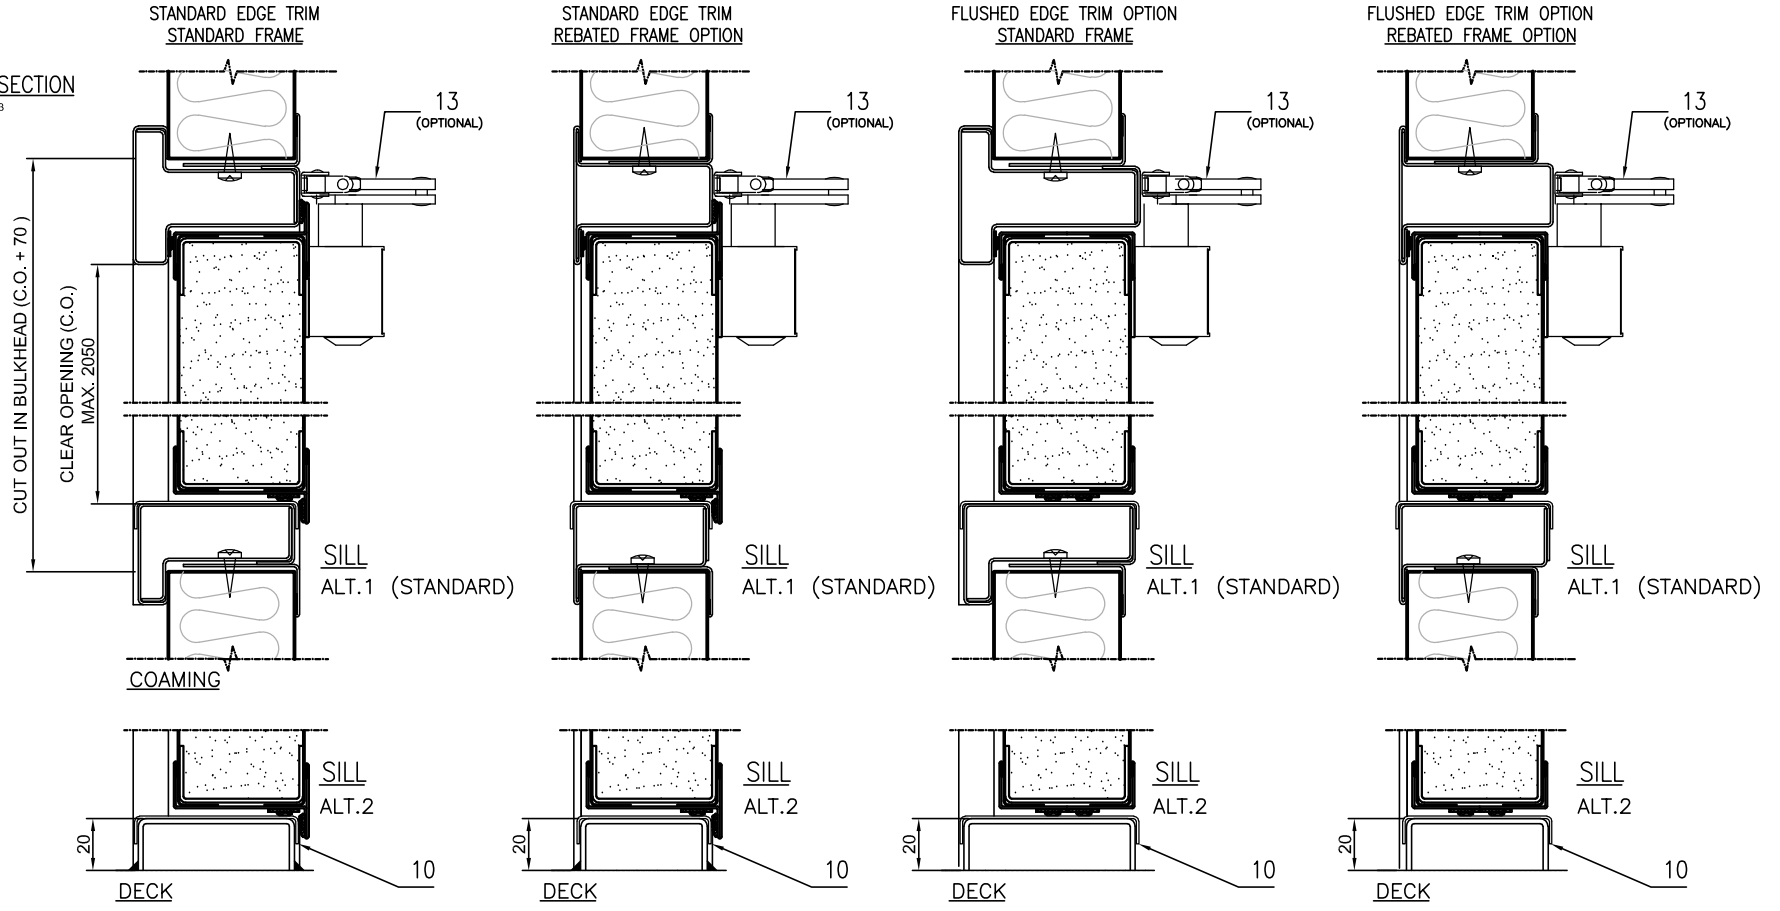 STANDARD EDGE TRIM
STANDARD FRAME
STANDARD EDGE TRIM
REBATED FRAME OPTION
FLUSHED EDGE TRIM OPTION
STANDARD FRAME
FLUSHED EDGE TRIM OPTION
REBATED FRAME OPTION
SECTION
13
(OPTIONAL)
13
(OPTIONAL)
13
(OPTIONAL)
13
(OPTIONAL)
CUT OUT IN BULKHEAD (C.O. + 70 )
CLEAR OPENING (C.O.)
MAX. 2050
SILL
ALT.1 (STANDARD)
SILL
ALT.1 (STANDARD)
SILL
ALT.1 (STANDARD)
SILL
ALT.1 (STANDARD)
COAMING
SILL
ALT.2
SILL
ALT.2
SILL
ALT.2
SILL
ALT.2
20
20
20
20
10
10
10
10
DECK
DECK
DECK
DECK